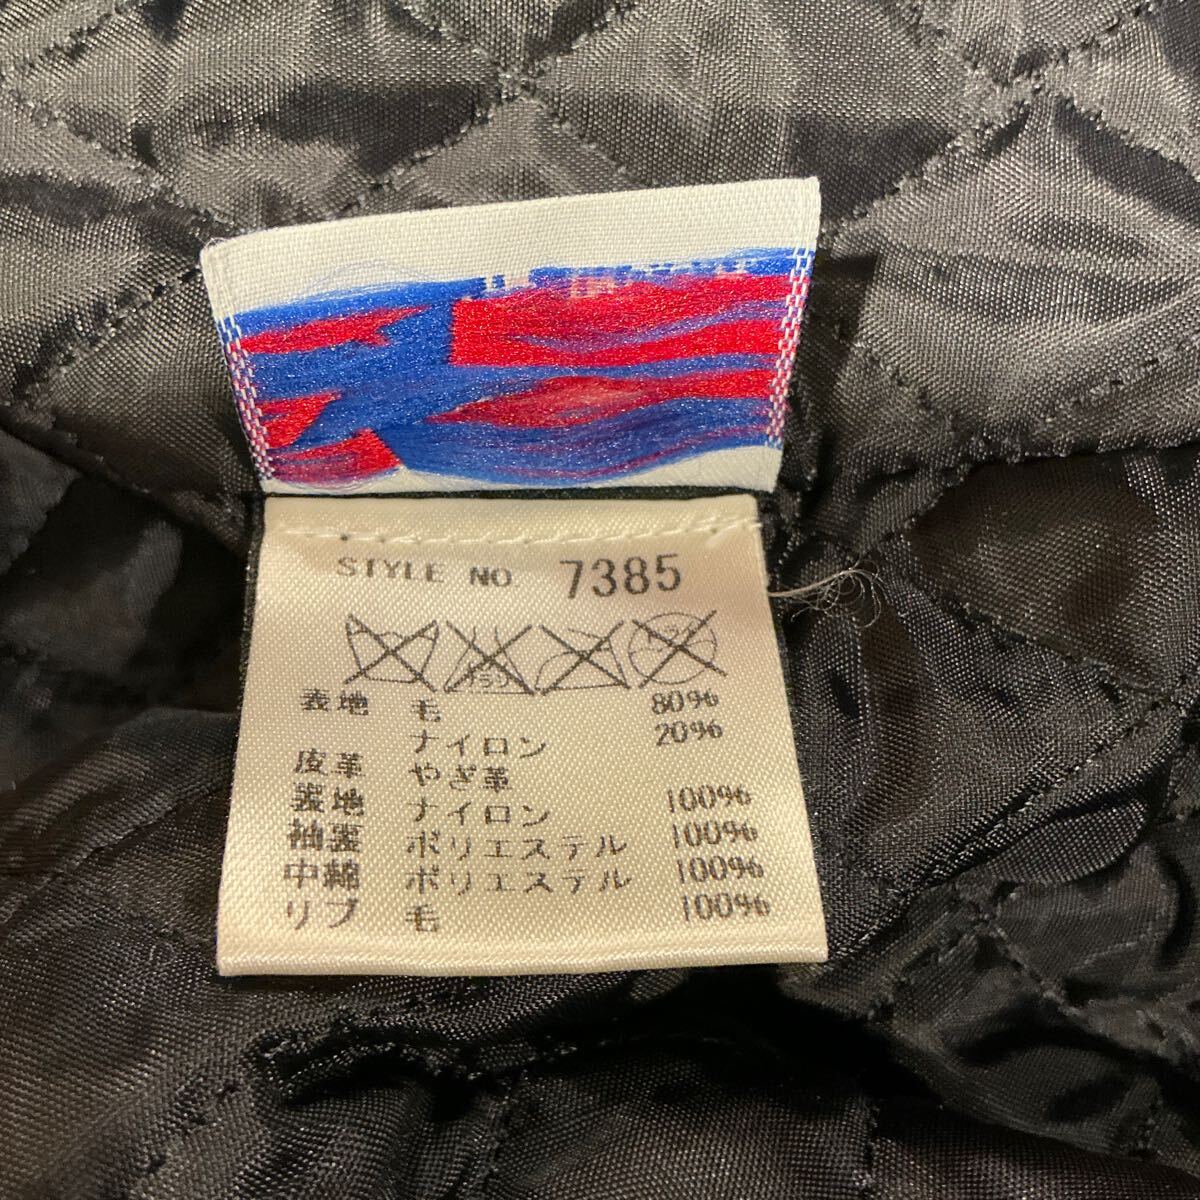 STYLE NO 7385
表地 毛 80%
ナイロン 20%
皮革 やぎ革
裏地 ナイロン 100%
袖裏 ポリエステル 100%
中綿 ポリエステル 100%
リブ 毛 100%